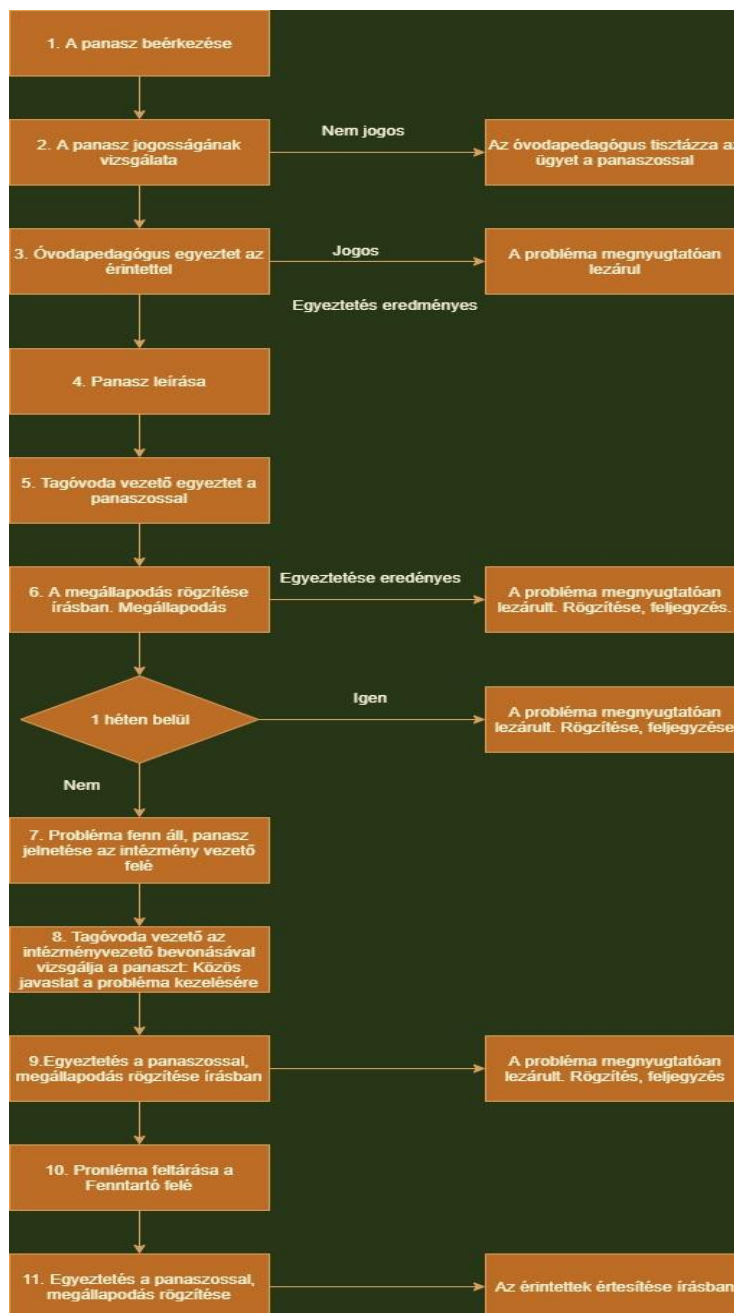 1. A panasz beérkezése
2. A panasz jogosságának
vizsgálata
Nem jogos
Az óvodapedagógus tisztázza az
ügyet a panaszossal
3. Óvodapedagógus egyeztet az
érintettel
Jogos
Egyeztetés eredményes
A probléma megnyugtatóan
lezárul
4. Panasz leírása
5. Tagóvoda vezető egyeztet a
panaszossal
6. A megállapodás rögzítése
írásban. Megállapodás
Egyeztetése eredényes
A probléma megnyugtatóan
lezárult. Rögzítése, feljegyzés.
1 héten belül
Igen
A probléma megnyugtatóan
lezárult. Rögzítése, feljegyzése
Nem
7. Probléma fenn áll, panasz
jelnetése az intézmény vezető
felé
8. Tagóvoda vezető az
intézményvezető bevonásával
vizsgálja a panaszt: Közös
javaslat a probléma kezelésére
9.Egyeztetés a panaszossal,
megállapodás rögzítése írásban
A probléma megnyugtatóan
lezárult. Rögzítés, feljegyzés
10. Pronléma feltárása a
Fenntartó felé
11. Egyeztetés a panaszossal,
megállapodás rögzítése
Az érintettek értesítése írásban